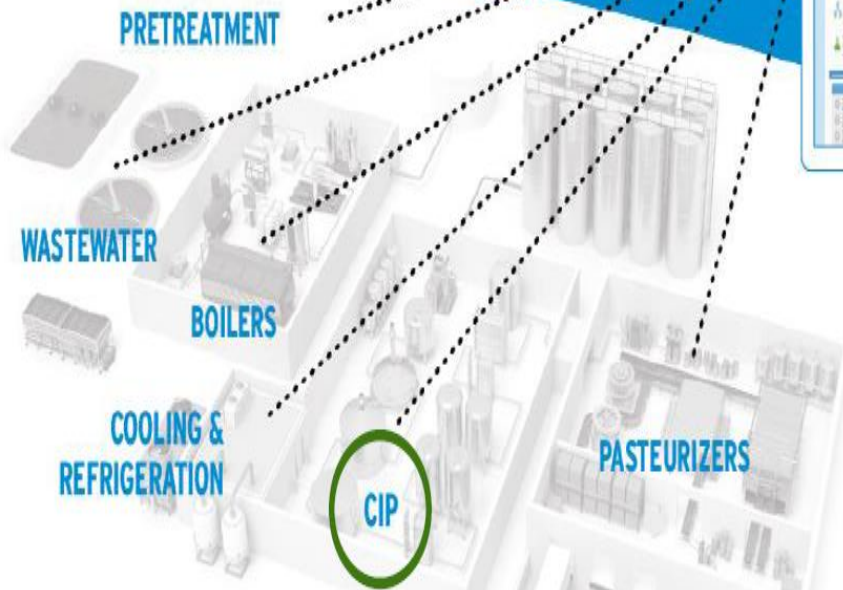 PRETREATMENT
WASTEWATER
BOILERS
COOLING &
REFRIGERATION
CIP
PASTEURIZERS